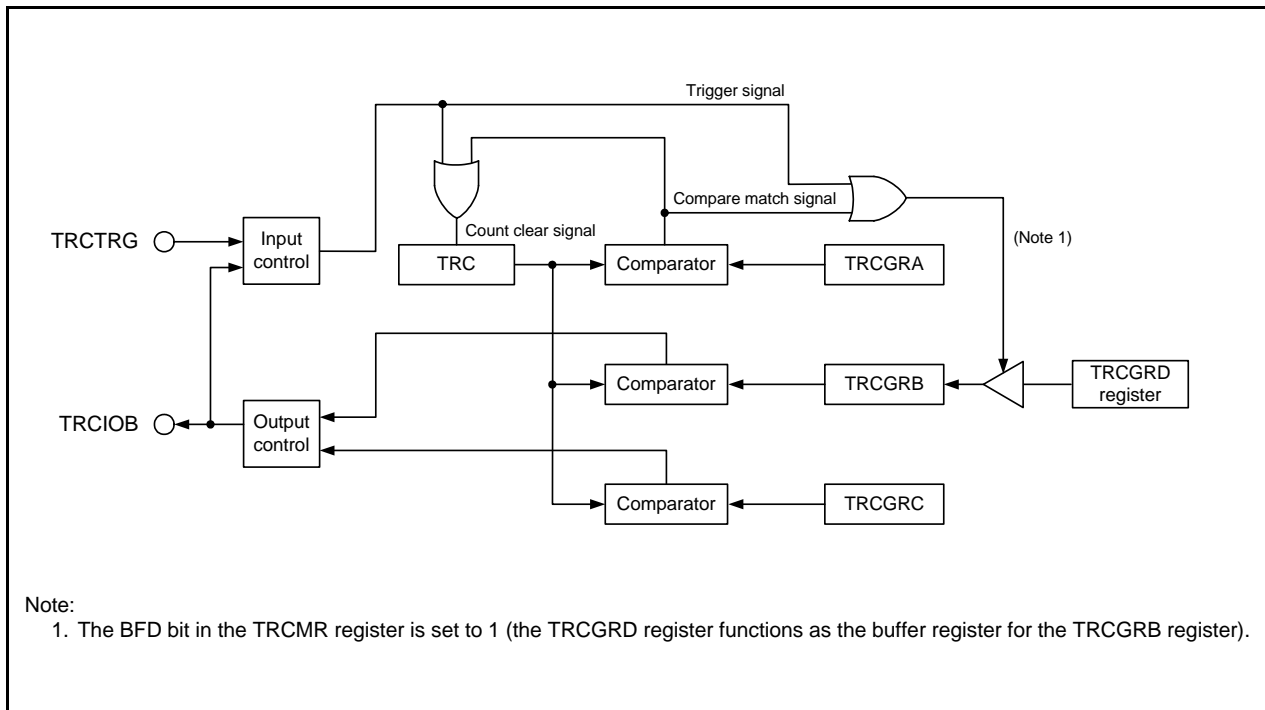 Trigger signal
Compare match signal
TRCTRG
Input
control
Count clear signal
(Note 1)
TRC
Comparator
TRCGRA
Comparator
TRCGRB
TRCGRD
register
TRCIOB
Output
control
Comparator
TRCGRC
Note:
1. The BFD bit in the TRCMR register is set to 1 (the TRCGRD register functions as the buffer register for the TRCGRB register).